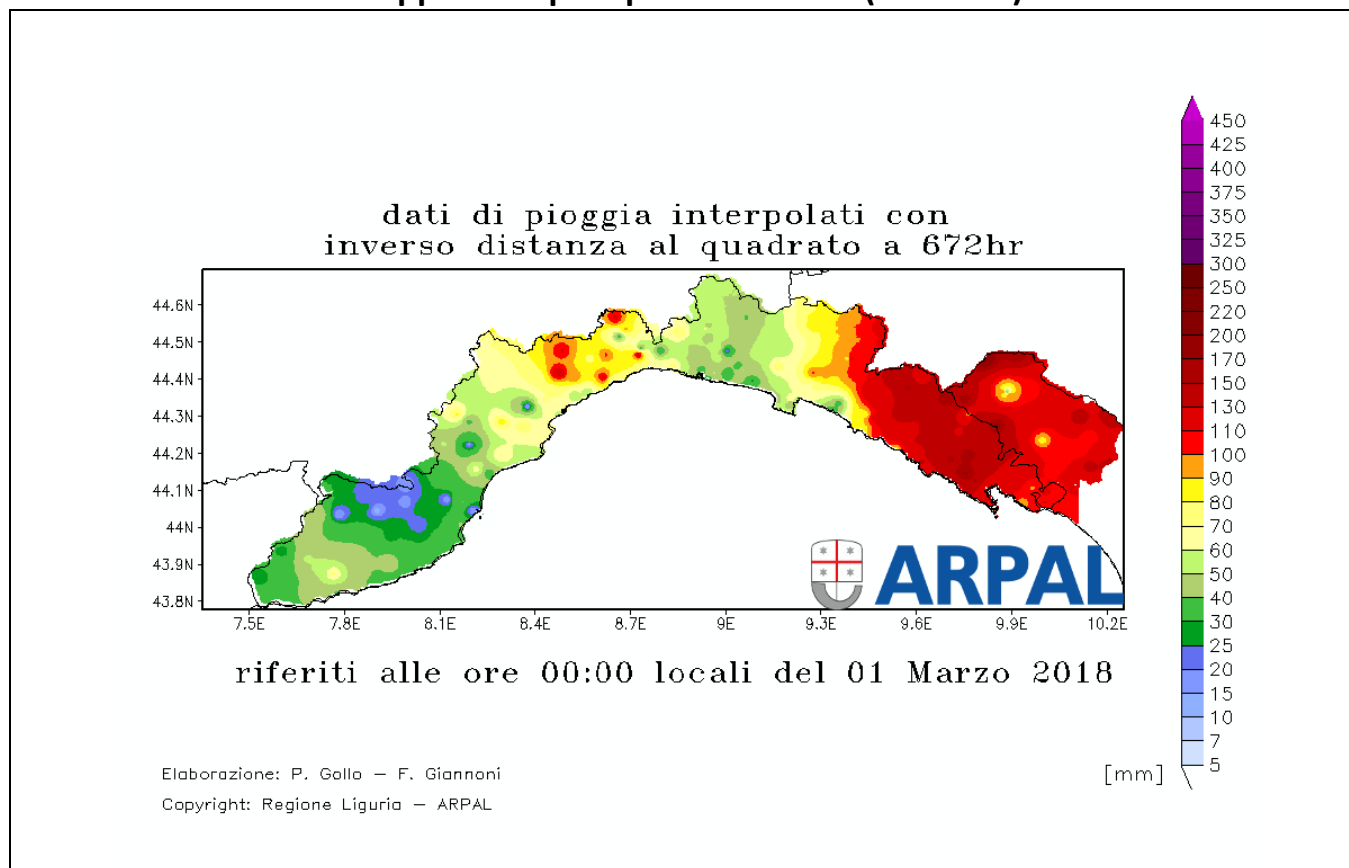 dati di pioggia interpolati con
inverso distanza al quadrato a 672hr
450
425
400
375
350
325
300
250
220
200
170
150
130
110
100
90
80
70
60
50
40
30
25
20
15
10
7
5
[mm]
44.6N
44.5N
44.4N
44.3N
44.2N
44.1N
44N
43.9N
43.8N
7.5E 7.8E 8.1E 8.4E 8.7E 9E 9.3E 9.6E 9.9E 10.2E
ARPAL
riferiti alle ore 00:00 locali del 01 Marzo 2018
Elaborazione: P. Gollo – F. Giannoni
Copyright: Regione Liguria – ARPAL